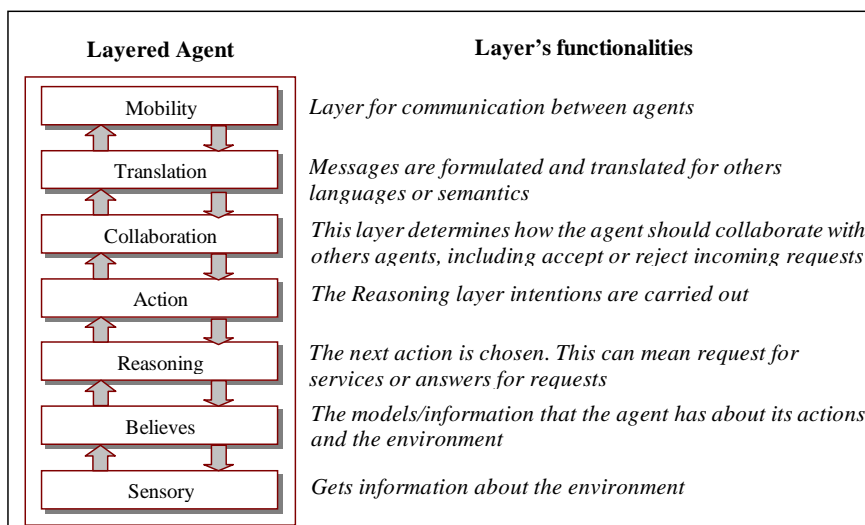 Layered Agent
Layer's functionalities
Mobility
Layer for communication between agents
Translation
Messages are formulated and translated for others
languages or semantics
Collaboration
This layer determines how the agent should collaborate with
others agents, including accept or reject incoming requests
Action
The Reasoning layer intentions are carried out
Reasoning
The next action is chosen. This can mean request for
services or answers for requests
Believes
The models/information that the agent has about its actions
and the environment
Sensory
Gets information about the environment